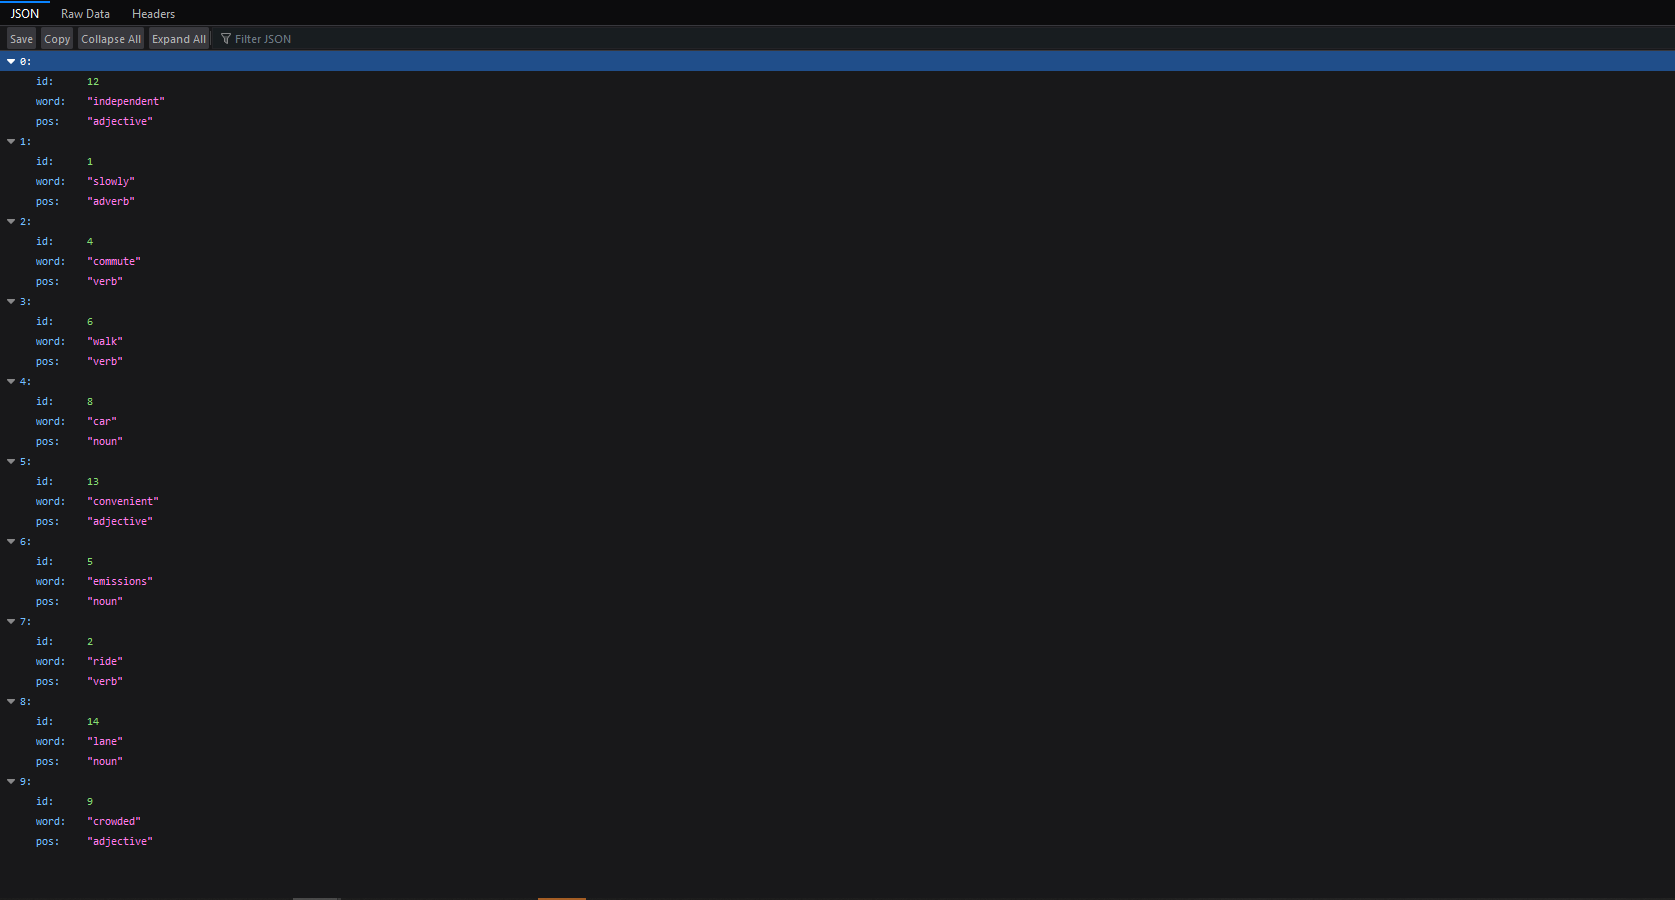 JSON Raw Data Headers
Save Copy Collapse All Expand All Filter JSON
0:
id: 12
word: "independent"
pos: "adjective"
1:
id: 1
word: "slowly"
pos: "adverb"
2:
id: 4
word: "commute"
pos: "verb"
3:
id: 6
word: "walk"
pos: "verb"
4:
id: 8
word: "car"
pos: "noun"
5:
id: 13
word: "convenient"
pos: "adjective"
6:
id: 5
word: "emissions"
pos: "noun"
7:
id: 2
word: "ride"
pos: "verb"
8:
id: 14
word: "lane"
pos: "noun"
9:
id: 9
word: "crowded"
pos: "adjective"